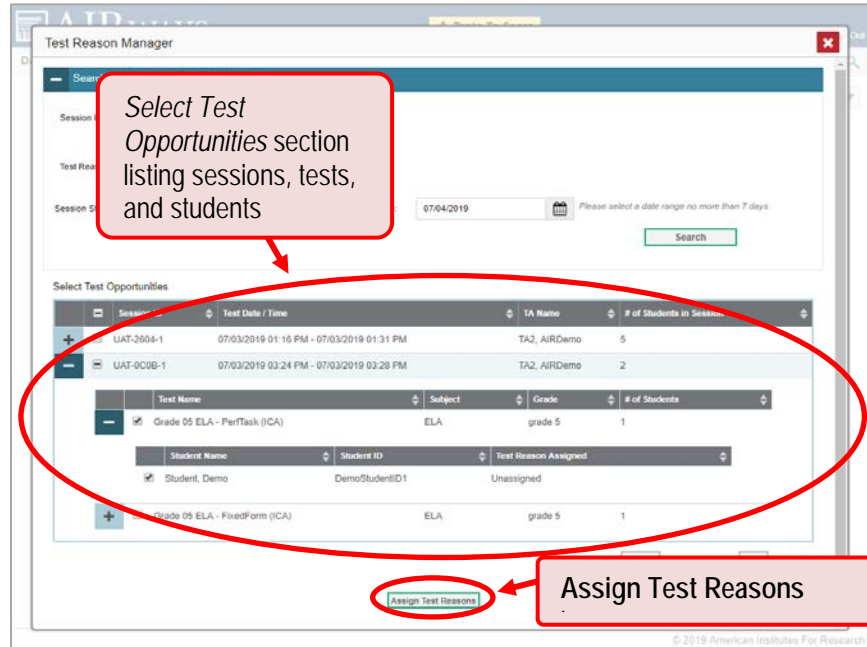 Test Reason Manager
Select Test
Opportunities section
listing sessions, tests,
and students
07/04/2019 Please select a date range no more than 7 days.
Search
Select Test Opportunities
Test Date / Time TA Name # of Students in Session
UAT-2604-1 07/03/2019 01:16 PM - 07/03/2019 01:31 PM TA2, AIRDemo 5
UAT-0C0B-1 07/03/2019 03:24 PM - 07/03/2019 03:28 PM TA2, AIRDemo 2
Test Name Subject Grade # of Students
Grade 05 ELA - PerfTask (ICA) ELA grade 5 1
Student Name Student ID Test Reason Assigned
Student, Demo DemoStudentID1 Unassigned
Grade 05 ELA - FixedForm (ICA) ELA grade 5 1
Assign Test Reasons
Assign Test Reasons
© 2019 American Institutes For Research